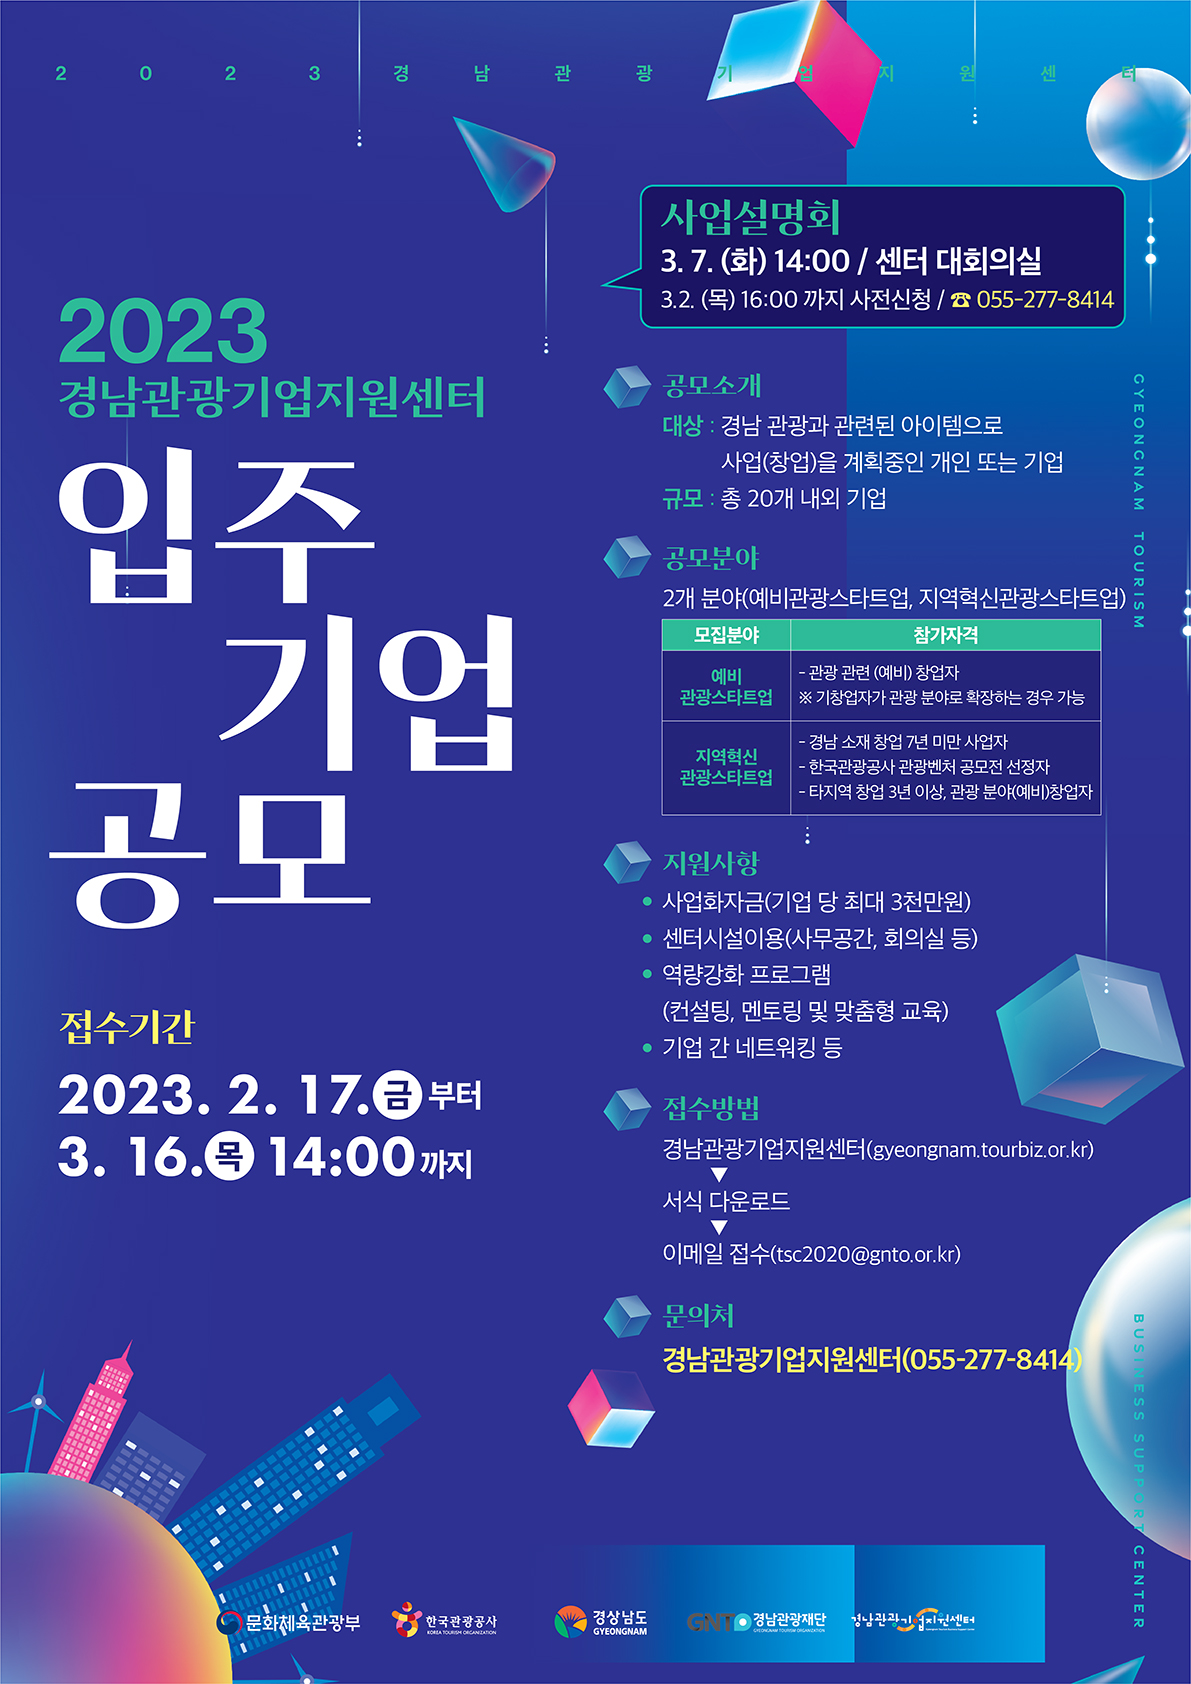 2023경남관광기업지원센터
사업설명회
3. 7. (화) 14:00 / 센터 대회의실
3.2. (목) 16:00 까지 사전신청 / ☎ 055-277-8414
2023
경남관광기업지원센터
입주
기업
공모
접수기간
2023. 2. 17.금부터
3. 16.목 14:00까지
공모소개
대상 : 경남 관광과 관련된 아이템으로
사업(창업)을 계획중인 개인 또는 기업
규모 : 총 20개 내외 기업
공모분야
2개 분야(예비관광스타트업, 지역혁신관광스타트업)
모집분야 참가자격
예비
관광스타트업
- 관광 관련 (예비) 창업자
※ 기창업자가 관광 분야로 확장하는 경우 가능
지역혁신
관광스타트업
- 경남 소재 창업 7년 미만 사업자
- 한국관광공사 관광벤처 공모전 선정자
- 타지역 창업 3년 이상, 관광 분야(예비)창업자
지원사항
• 사업화자금(기업 당 최대 3천만원)
• 센터시설이용(사무공간, 회의실 등)
• 역량강화 프로그램
(컨설팅, 멘토링 및 맞춤형 교육)
• 기업 간 네트워킹 등
접수방법
경남관광기업지원센터(gyeongnam.tourbiz.or.kr)
▼
서식 다운로드
▼
이메일 접수(tsc2020@gnto.or.kr)
문의처
경남관광기업지원센터(055-277-8414)
GYEONGNAM TOURISM
BUSINESS SUPPORT CENTER
문화체육관광부
한국관광공사
KOREA TOURISM ORGANIZATION
경상남도
GYEONGNAM
GNTO 경남관광재단
GYEONGNAM TOURISM ORGANIZATION
경남관광기업지원센터